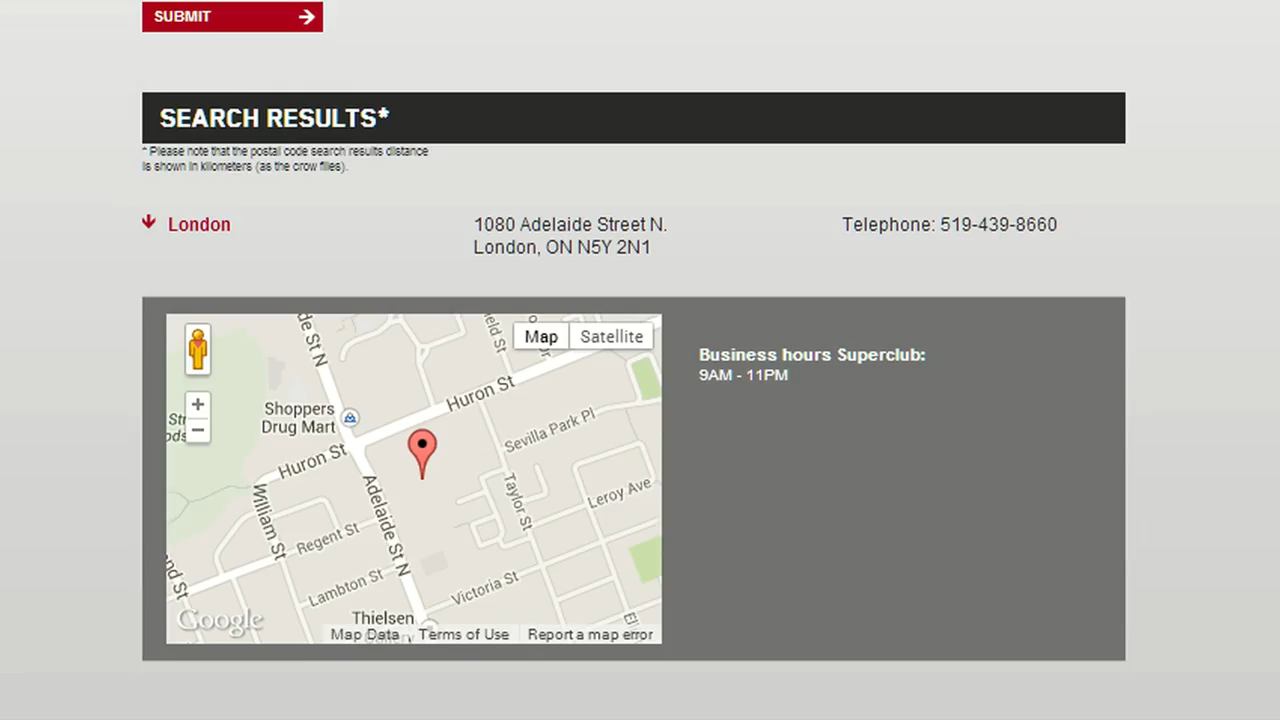 SUBMIT
SEARCH RESULTS*
* Please note that the postal code search results distance
is shown in kilometers (as the crow flies).
London
1080 Adelaide Street N.
London, ON N5Y 2N1
Telephone: 519-439-8660
Map
Satellite
Business hours Superclub:
9AM - 11PM
Shoppers
Drug Mart
Huron St
Huron St
Sevilla Park Pl
Taylor St
Leroy Ave
Adelaide St N
William St
Regent St
Lambton St
Victoria St
Thielsen
Google
Map Data
Terms of Use
Report a map error